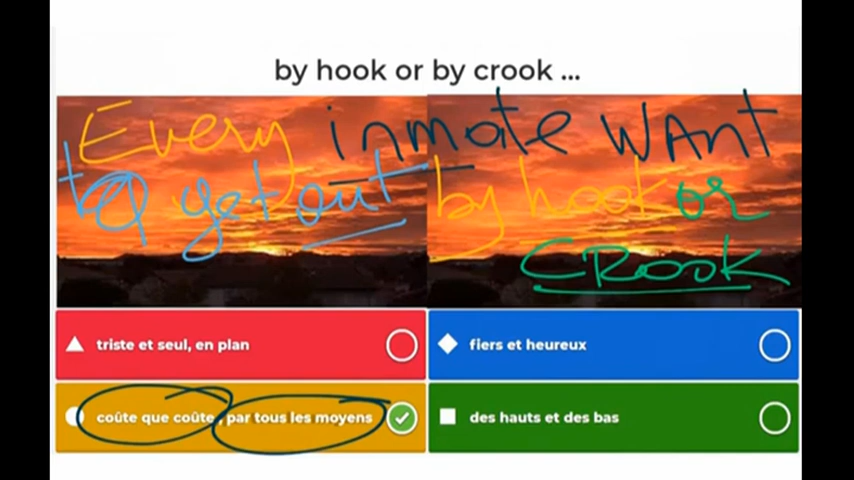 by hook or by crook ...
Every inmate want
to get out by hook or
CRooK
triste et seul, en plan
fiers et heureux
coûte que coûte, par tous les moyens
des hauts et des bas